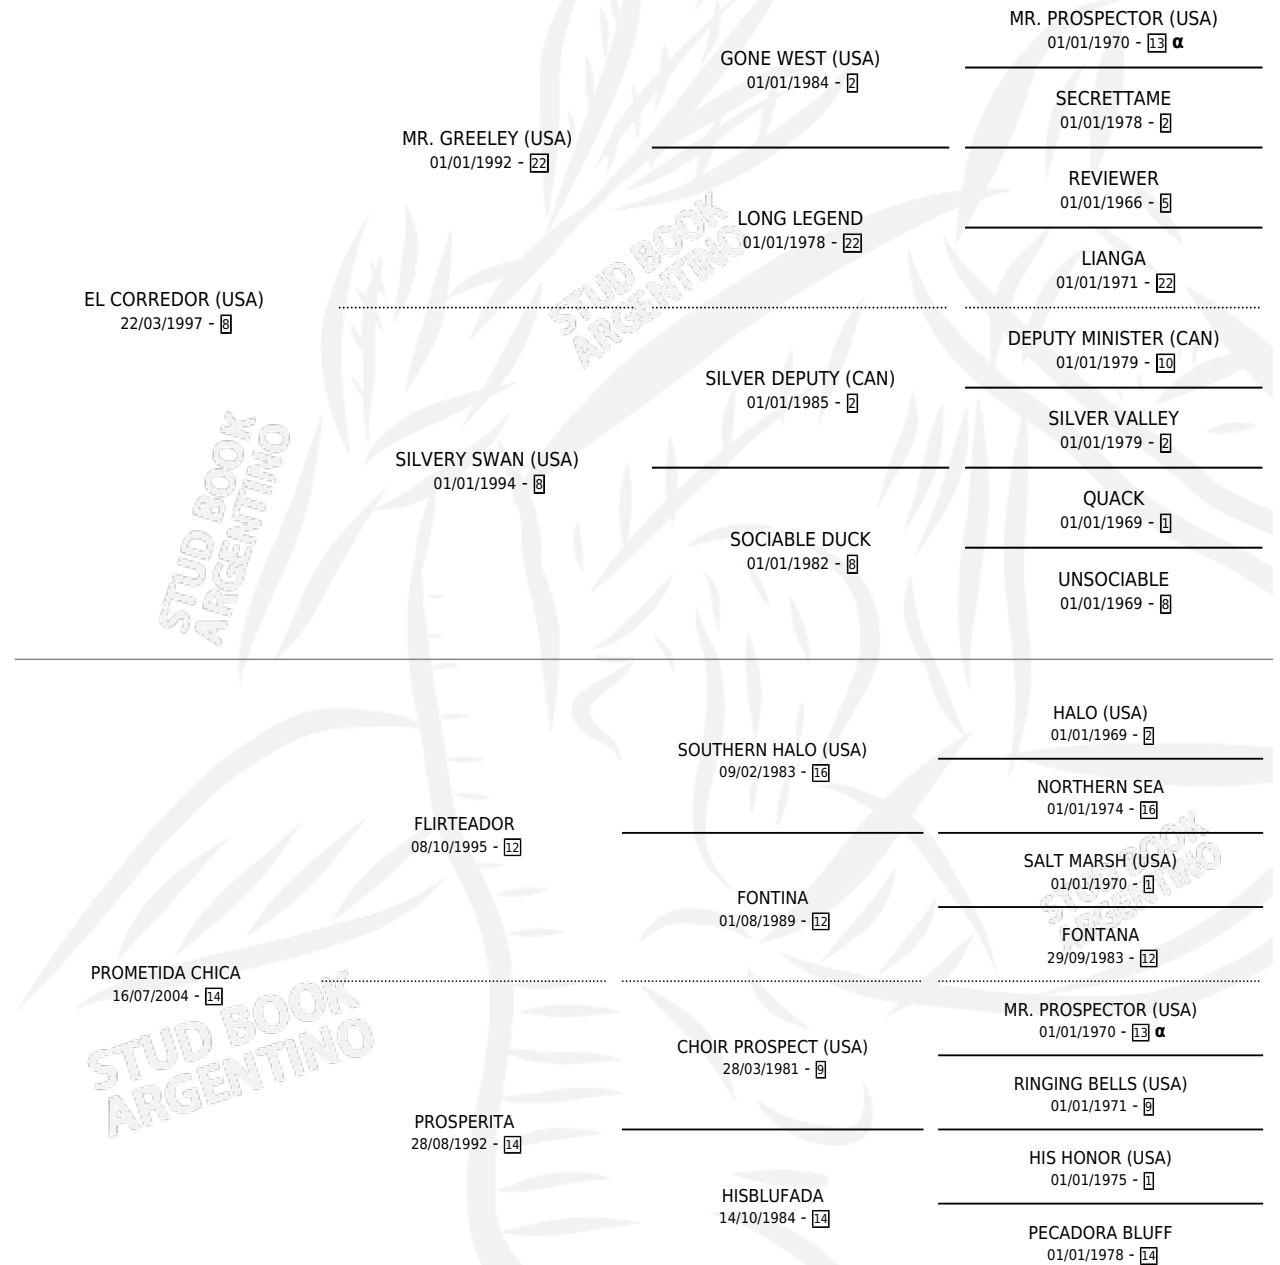 MR. PROSPECTOR (USA)
01/01/1970 - 13 α
GONE WEST (USA)
01/01/1984 - 2
SECRETTAME
01/01/1978 - 2
MR. GREELEY (USA)
01/01/1992 - 22
REVIEWER
01/01/1966 - 5
LONG LEGEND
01/01/1978 - 22
LIANGA
01/01/1971 - 22
EL CORREDOR (USA)
22/03/1997 - 8
DEPUTY MINISTER (CAN)
01/01/1979 - 10
SILVER DEPUTY (CAN)
01/01/1985 - 2
SILVER VALLEY
01/01/1979 - 2
SILVERY SWAN (USA)
01/01/1994 - 8
QUACK
01/01/1969 - 1
SOCIABLE DUCK
01/01/1982 - 8
UNSOCIABLE
01/01/1969 - 8
HALO (USA)
01/01/1969 - 2
SOUTHERN HALO (USA)
09/02/1983 - 16
NORTHERN SEA
01/01/1974 - 16
FLIRTEADOR
08/10/1995 - 12
SALT MARSH (USA)
01/01/1970 - 1
FONTINA
01/08/1989 - 12
FONTANA
29/09/1983 - 12
PROMETIDA CHICA
16/07/2004 - 14
MR. PROSPECTOR (USA)
01/01/1970 - 13 α
CHOIR PROSPECT (USA)
28/03/1981 - 9
RINGING BELLS (USA)
01/01/1971 - 9
PROSPERITA
28/08/1992 - 14
HIS HONOR (USA)
01/01/1975 - 1
HISBLUFADA
14/10/1984 - 14
PECADORA BLUFF
01/01/1978 - 14
STUD BOOK
ARGENTINO
STUD BOOK
ARGENTINO
STUD BOOK
ARGENTINO
STUD BOOK
ARGENTINO